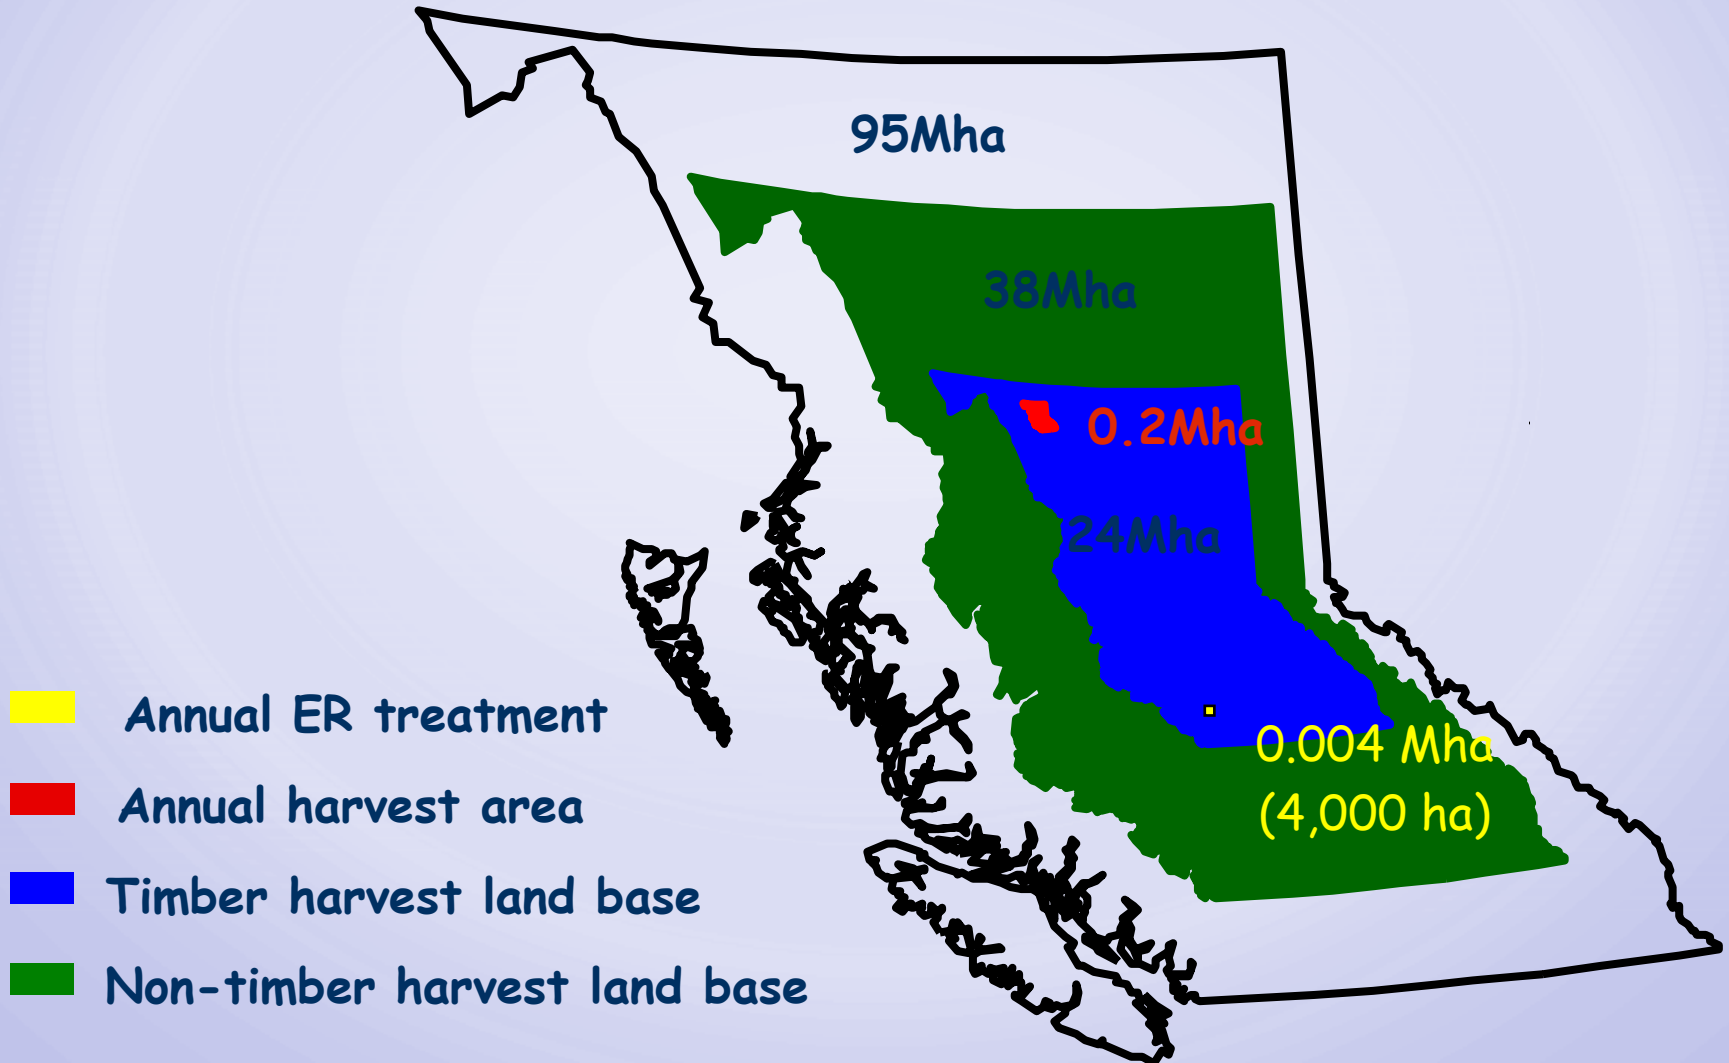 95Mha
38Mha
0.2Mha
24Mha
Annual ER treatment
0.004 Mha
(4,000 ha)
Annual harvest area
Timber harvest land base
Non-timber harvest land base